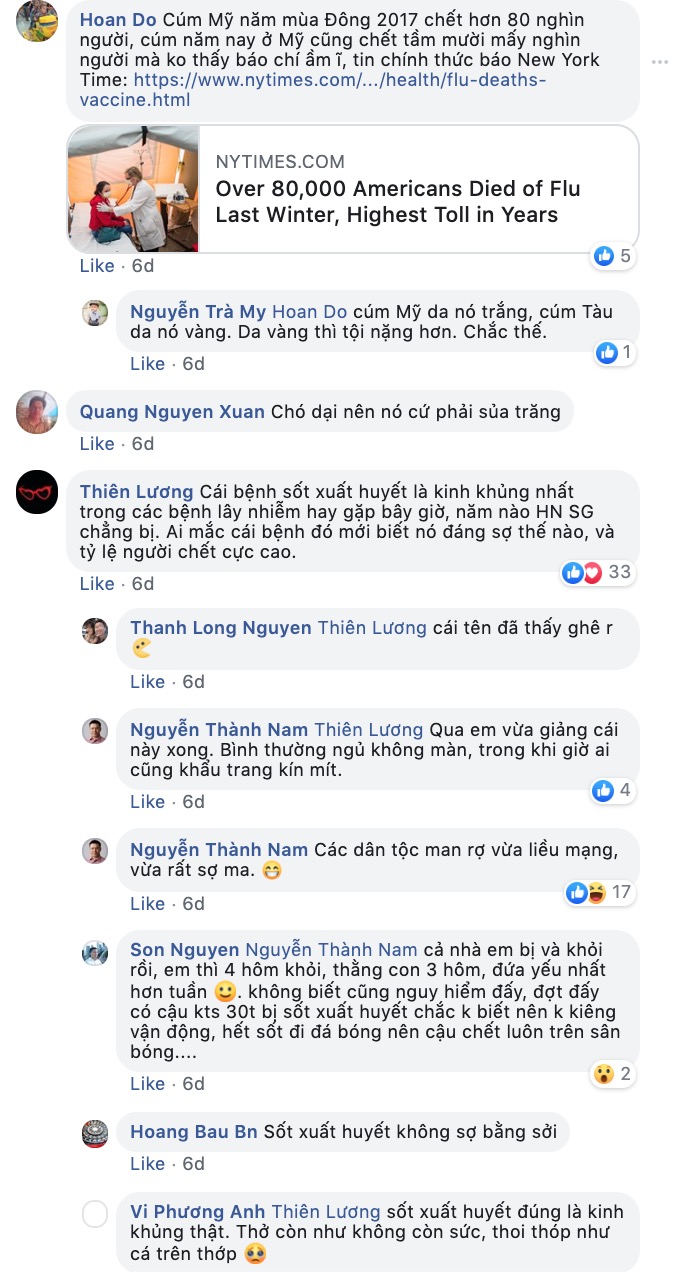 Hoan Do Cúm Mỹ năm mùa Đông 2017 chết hơn 80 nghìn
người, cúm năm nay ở Mỹ cũng chết tầm mười mấy nghìn
người mà ko thấy báo chí ầm ĩ, tin chính thức báo New York
Time: https://www.nytimes.com/.../health/flu-deaths-
vaccine.html
NYTIMES.COM
Over 80,000 Americans Died of Flu
Last Winter, Highest Toll in Years
5
Like · 6d
Nguyễn Trà My Hoan Do cúm Mỹ da nó trắng, cúm Tàu
da nó vàng. Da vàng thì tội nặng hơn. Chắc thế.
1
Like · 6d
Quang Nguyen Xuan Chó dại nên nó cứ phải sủa trăng
Like · 6d
Thiên Lương Cái bệnh sốt xuất huyết là kinh khủng nhất
trong các bệnh lây nhiễm hay gặp bây giờ, năm nào HN SG
chẳng bị. Ai mắc cái bệnh đó mới biết nó đáng sợ thế nào, và
tỷ lệ người chết cực cao.
33
Like · 6d
Thanh Long Nguyen Thiên Lương cái tên đã thấy ghê r
Like · 6d
Nguyễn Thành Nam Thiên Lương Qua em vừa giảng cái
này xong. Bình thường ngủ không màn, trong khi giờ ai
cũng khẩu trang kín mít.
4
Like · 6d
Nguyễn Thành Nam Các dân tộc man rợ vừa liều mạng,
vừa rất sợ ma. 😁
17
Like · 6d
Son Nguyen Nguyễn Thành Nam cả nhà em bị và khỏi
rồi, em thì 4 hôm khỏi, thằng con 3 hôm, đứa yếu nhất
hơn tuần 🙂. không biết cũng nguy hiểm đấy, đợt đấy
có cậu kts 30t bị sốt xuất huyết chắc k biết nên k kiêng
vận động, hết sốt đi đá bóng nên cậu chết luôn trên sân
bóng....
2
Like · 6d
Hoang Bau Bn Sốt xuất huyết không sợ bằng sởi
Like · 6d
Vi Phương Anh Thiên Lương sốt xuất huyết đúng là kinh
khủng thật. Thở còn như không còn sức, thoi thóp như
cá trên thớp 🥺